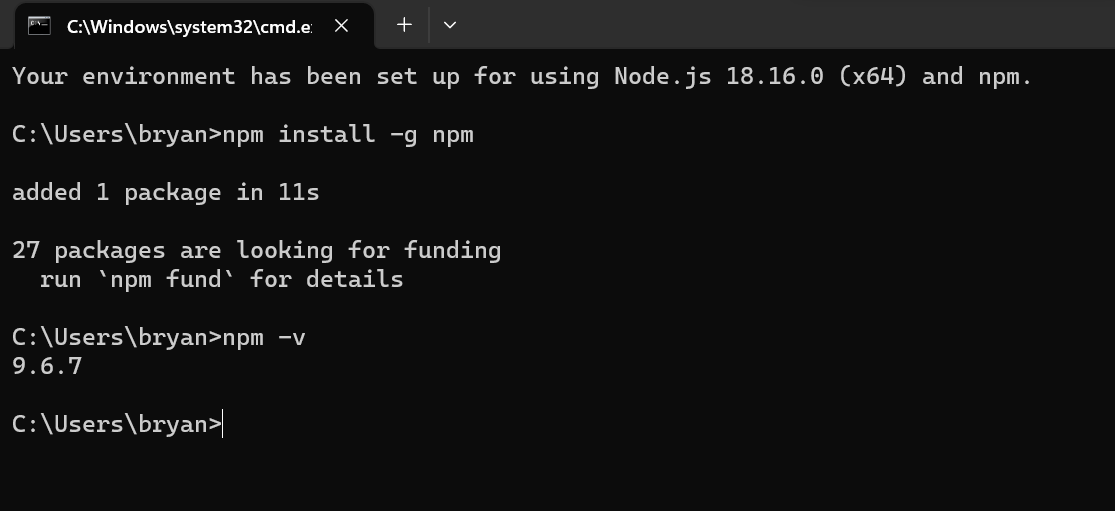 C:\Windows\system32\cmd.e
Your environment has been set up for using Node.js 18.16.0 (x64) and npm.
C:\Users\bryan>npm install -g npm
added 1 package in 11s
27 packages are looking for funding
  run `npm fund` for details
C:\Users\bryan>npm -v
9.6.7
C:\Users\bryan>